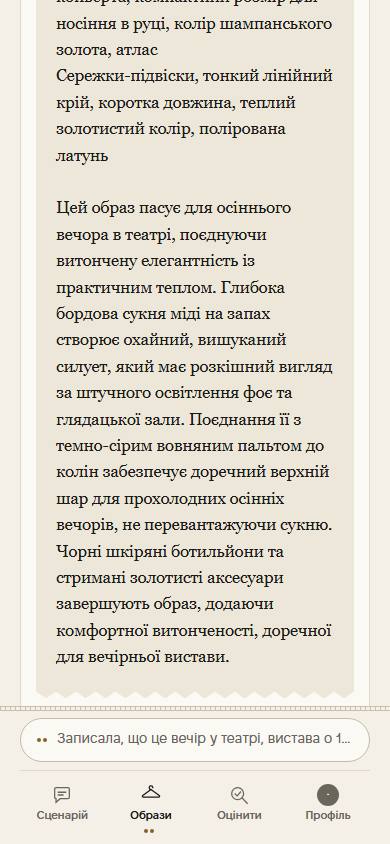 конверта, компактний розмір для
носіння в руці, колір шампанського
золота, атлас
Сережки-підвіски, тонкий лінійний
крій, коротка довжина, теплий
золотистий колір, полірована
латунь
Цей образ пасує для осіннього
вечора в театрі, поєднуючи
витончену елегантність із
практичним теплом. Глибока
бордова сукня міді на запах
створює охайний, вишуканий
силует, який має розкішний вигляд
за штучного освітлення фоє та
глядацької зали. Поєднання її з
темно-сірим вовняним пальтом до
колін забезпечує доречний верхній
шар для прохолодних осінніх
вечорів, не перевантажуючи сукню.
Чорні шкіряні ботильйони та
стримані золотисті аксесуари
завершують образ, додаючи
комфортної витонченості, доречної
для вечірньої вистави.
Записала, що це вечір у театрі, вистава о 1...
Сценарій
Образи
Оцінити
Профіль